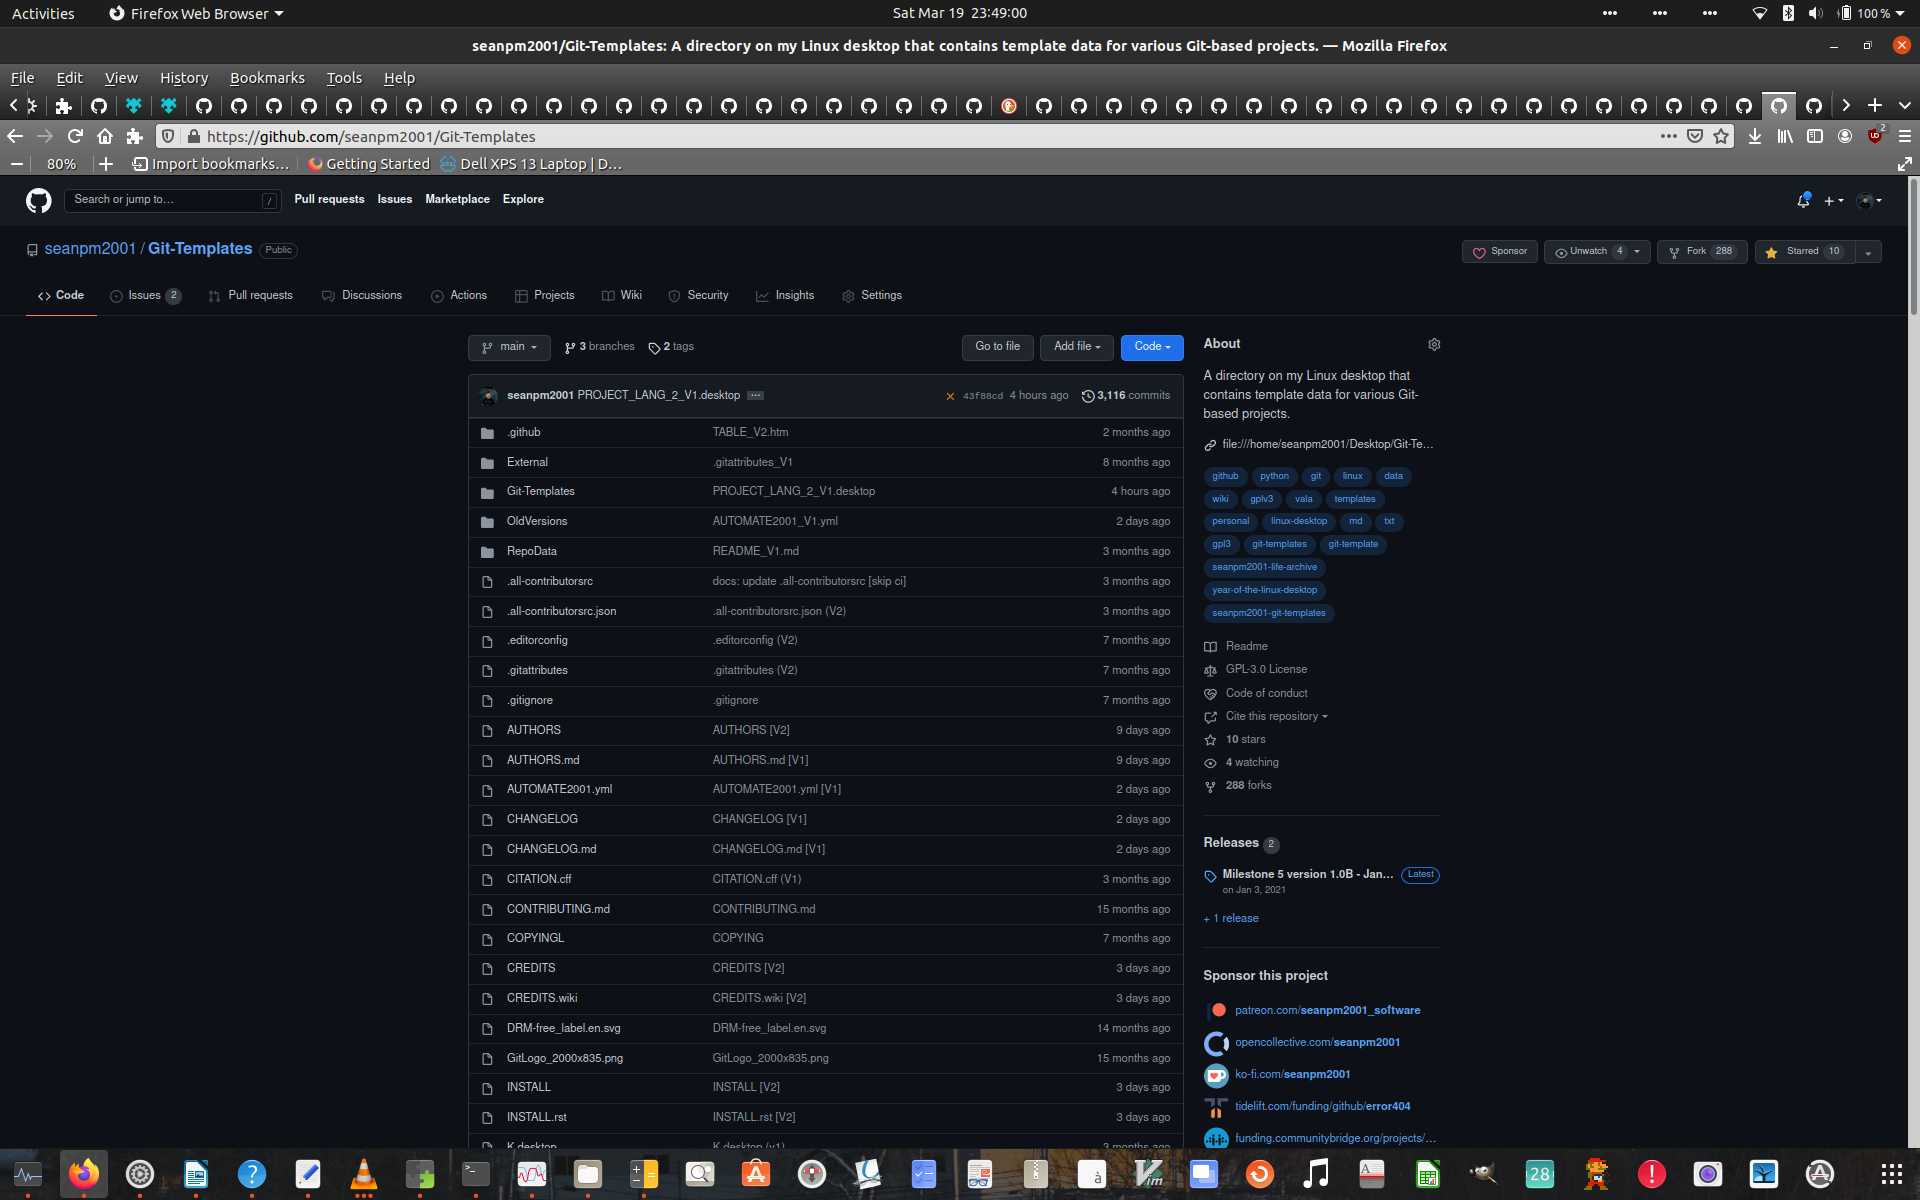 Activities Firefox Web Browser Sat Mar 19 23:49:00 100 %
seanpm2001/Git-Templates: A directory on my Linux desktop that contains template data for various Git-based projects. — Mozilla Firefox
File Edit View History Bookmarks Tools Help
https://github.com/seanpm2001/Git-Templates 2
80% Import bookmarks… Getting Started Dell XPS 13 Laptop | D…
Search or jump to… / Pull requests Issues Marketplace Explore
seanpm2001 / Git-Templates Public Sponsor Unwatch 4 Fork 288 Starred 10
Code Issues 2 Pull requests Discussions Actions Projects Wiki Security Insights Settings
main 3 branches 2 tags Go to file Add file Code
seanpm2001 PROJECT_LANG_2_V1.desktop 43f88cd 4 hours ago 3,116 commits
.github TABLE_V2.htm 2 months ago
External .gitattributes_V1 8 months ago
Git-Templates PROJECT_LANG_2_V1.desktop 4 hours ago
OldVersions AUTOMATE2001_V1.yml 2 days ago
RepoData README_V1.md 3 months ago
.all-contributorsrc docs: update .all-contributorsrc [skip ci] 3 months ago
.all-contributorsrc.json .all-contributorsrc.json (V2) 3 months ago
.editorconfig .editorconfig (V2) 7 months ago
.gitattributes .gitattributes (V2) 7 months ago
.gitignore .gitignore 7 months ago
AUTHORS AUTHORS [V2] 9 days ago
AUTHORS.md AUTHORS.md [V1] 9 days ago
AUTOMATE2001.yml AUTOMATE2001.yml [V1] 2 days ago
CHANGELOG CHANGELOG [V1] 2 days ago
CHANGELOG.md CHANGELOG.md [V1] 2 days ago
CITATION.cff CITATION.cff (V1) 3 months ago
CONTRIBUTING.md CONTRIBUTING.md 15 months ago
COPYINGL COPYING 7 months ago
CREDITS CREDITS [V2] 3 days ago
CREDITS.wiki CREDITS.wiki [V2] 3 days ago
DRM-free_label.en.svg DRM-free_label.en.svg 14 months ago
GitLogo_2000x835.png GitLogo_2000x835.png 15 months ago
INSTALL INSTALL [V2] 3 days ago
INSTALL.rst INSTALL.rst [V2] 3 days ago
K.desktop K.desktop (v1) 3 months ago
About
A directory on my Linux desktop that
contains template data for various Git-
based projects.
file:///home/seanpm2001/Desktop/Git-Te…
github python git linux data
wiki gplv3 vala templates
personal linux-desktop md txt
gpl3 git-templates git-template
seanpm2001-life-archive
year-of-the-linux-desktop
seanpm2001-git-templates
Readme
GPL-3.0 License
Code of conduct
Cite this repository
10 stars
4 watching
288 forks
Releases 2
Milestone 5 version 1.0B - Jan… Latest
on Jan 3, 2021
+ 1 release
Sponsor this project
patreon.com/seanpm2001_software
opencollective.com/seanpm2001
ko-fi.com/seanpm2001
tidelift.com/funding/github/error404
funding.communitybridge.org/projects/…
28